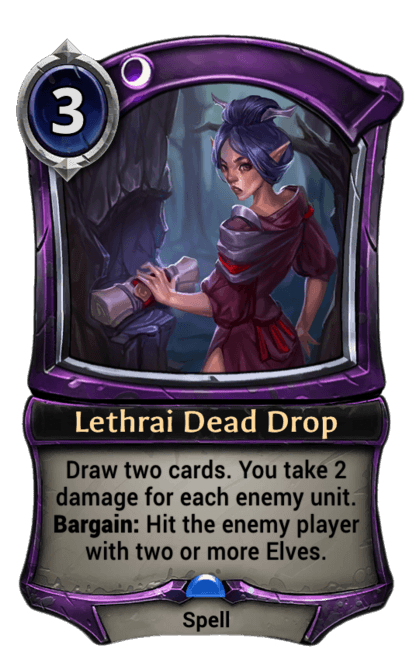 3
Lethrai Dead Drop
Draw two cards. You take 2
damage for each enemy unit.
Bargain: Hit the enemy player
with two or more Elves.
Spell